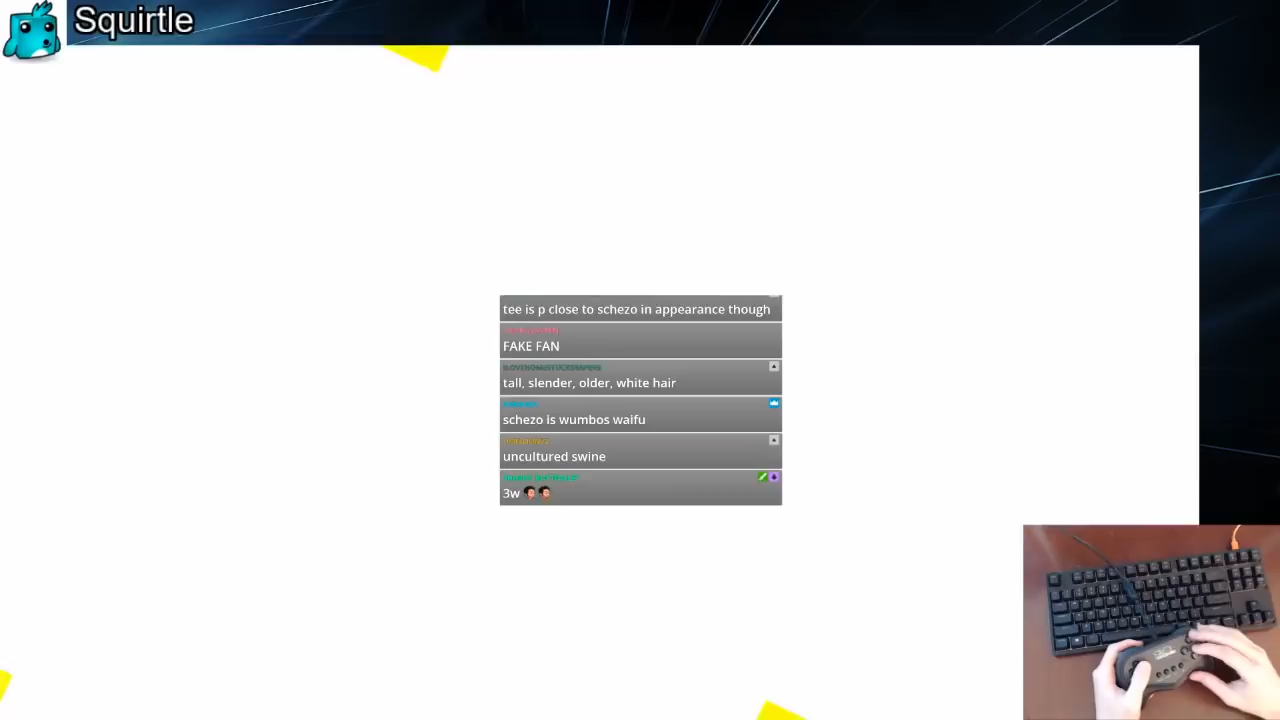 Squirtle
tee is p close to schezo in appearance though
FAKE FAN
tall, slender, older, white hair
schezo is wumbos waifu
uncultured swine
3w